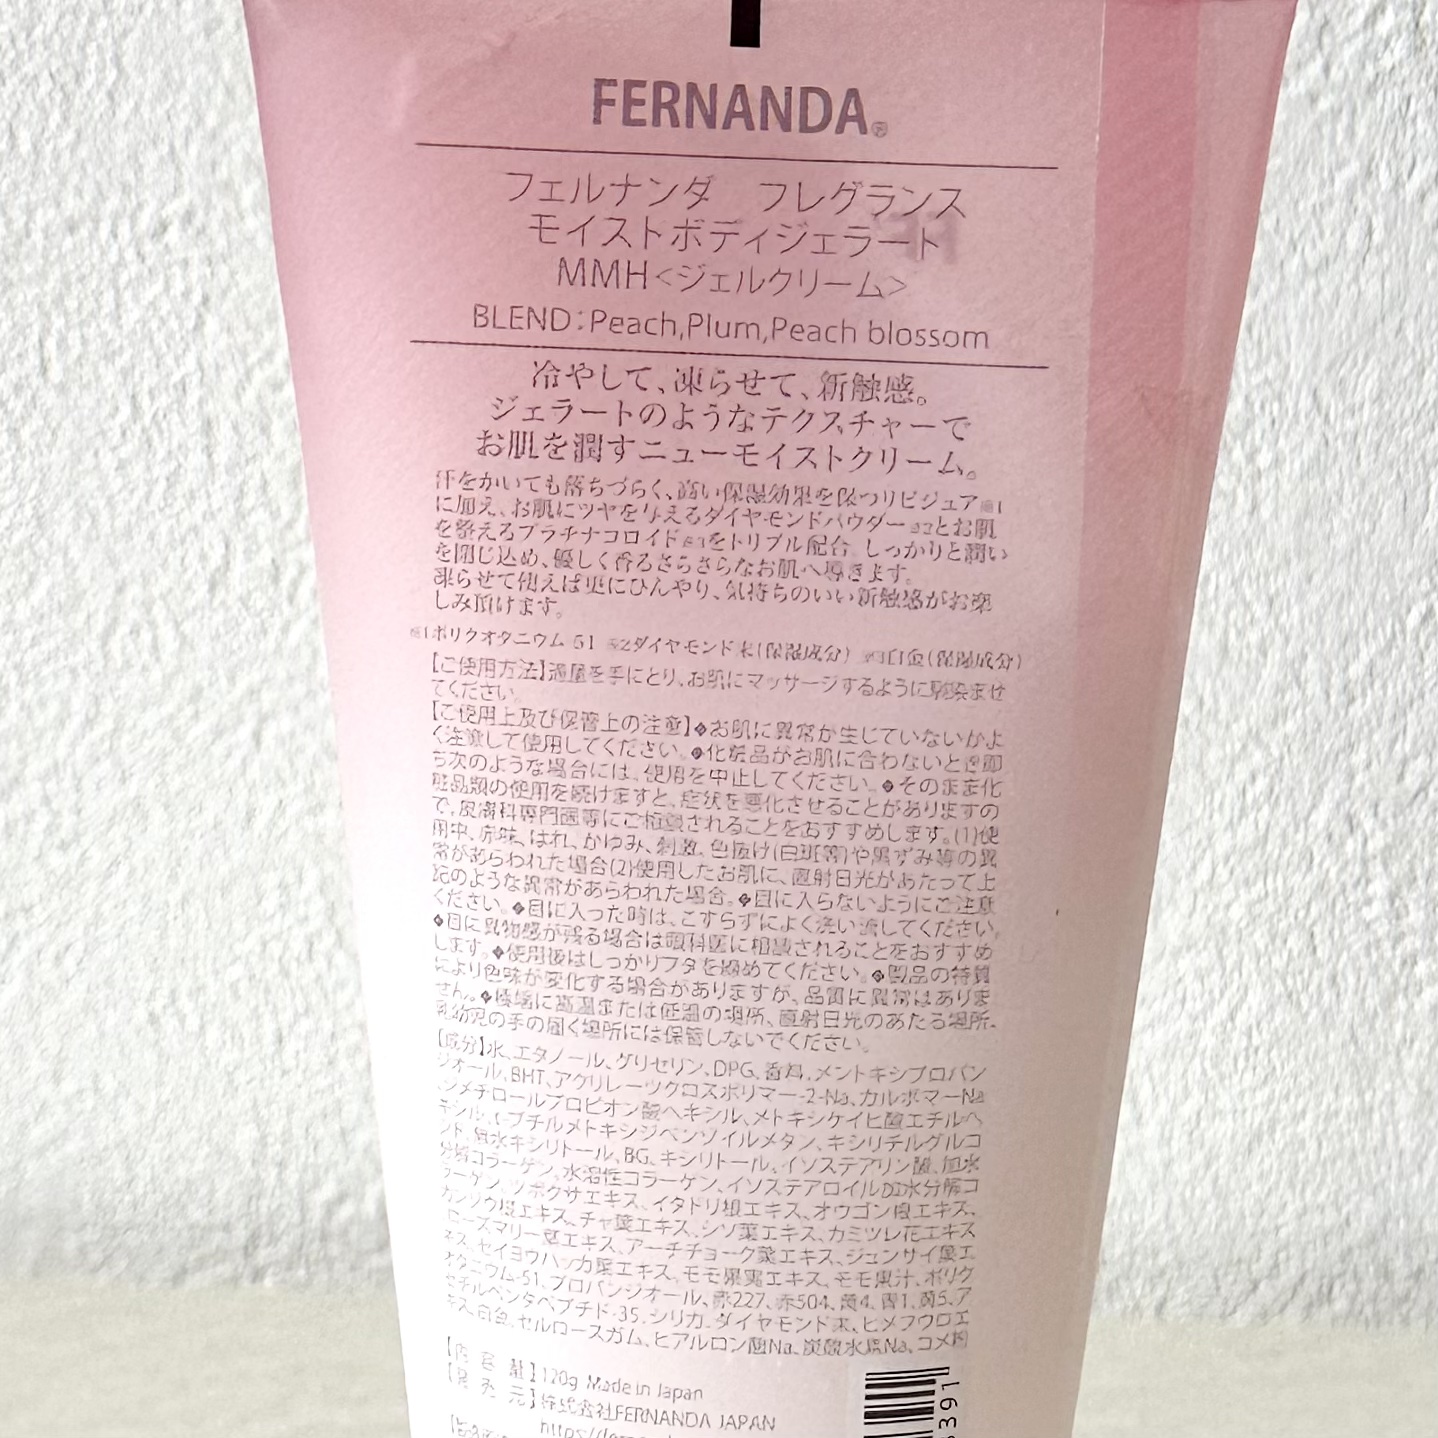 FERNANDA®
フェルナンダ フレグランス
モイストボディジェラート
MMH<ジェルクリーム>
BLEND:Peach,Plum,Peach blossom
冷やして、凍らせて、新触感。
ジェラートのようなテクスチャーで
お肌を潤すニューモイストクリーム。
汗をかいても落ちづらく、高い保湿効果を保つリピジュア
に加え、お肌にツヤを与えるダイヤモンドパウダー とお肌
を整えるプラチナコロイド をトリプル配合。しっかりと潤い
を閉じ込め、優しく香るさらさらなお肌へ導きます。
凍らせて使えば更にひんやり、気持ちのいい新触感がお楽
しみ頂けます。
ポリクオタニウム-51 ダイヤモンド末(保湿成分) 白金(保湿成分)
【ご使用方法】適量を手にとり、お肌にマッサージするように馴染ませ
てください。
【ご使用上及び保管上の注意】◆お肌に異常が生じていないかよ
く注意して使用してください。◆化粧品がお肌に合わないとき即
ち次のような場合には、使用を中止してください。◆そのまま化
粧品類の使用を続けますと、症状を悪化させることがありますの
で、皮膚科専門医等にご相談されることをおすすめします。(1)使
用中、赤味、はれ、かゆみ、刺激、色抜け(白斑等)や黒ずみ等の異
常があらわれた場合(2)使用したお肌に、直射日光があたって上
記のような異常があらわれた場合。◆目に入らないようにご注意
ください。◆目に入った時は、こすらずによく洗い流してください。
◆目に異物感が残る場合は眼科医に相談されることをおすすめ
します。◆使用後はしっかりフタを締めてください。◆製品の特質
により色味が変化する場合がありますが、品質に異常はありま
せん。◆極端に高温または低温の場所、直射日光のあたる場所、
乳幼児の手の届く場所には保管しないでください。
【成分】水、エタノール、グリセリン、DPG、香料、メントキシプロパン
ジオール、BHT、アクリレーツクロスポリマー-2-Na、カルボマーNa
メチロールプロピオン酸ヘキシル、メトキシケイヒ酸エチルヘ
キシル、t-ブチルメトキシジベンゾイルメタン、キシリチルグルコ
シド、無水キシリトール、BG、キシリトール、イソステアリン酸、加水
分解コラーゲン、水溶性コラーゲン、イソステアロイル加水分解コ
ラーゲン、ツボクサエキス、イタドリ根エキス、オウゴン根エキス、
カンゾウ根エキス、チャ葉エキス、シソ葉エキス、カミツレ花エキス
ローズマリー葉エキス、アーチチョーク葉エキス、ジュンサイ葉エ
キス、セイヨウハッカ葉エキス、モモ果実エキス、モモ果汁、ポリク
オタニウム-51、プロパンジオール、赤227、赤504、黄4、青1、黄5、ア
セチルペンタペプチド-35、シリカ、ダイヤモンド末、ヒメフウロエ
キス、白金、セルロースガム、ヒアルロン酸Na、炭酸水素Na、コメ粉
【内 容 量】120g Made in Japan
【発 売 元】株式会社FERNANDA JAPAN
391